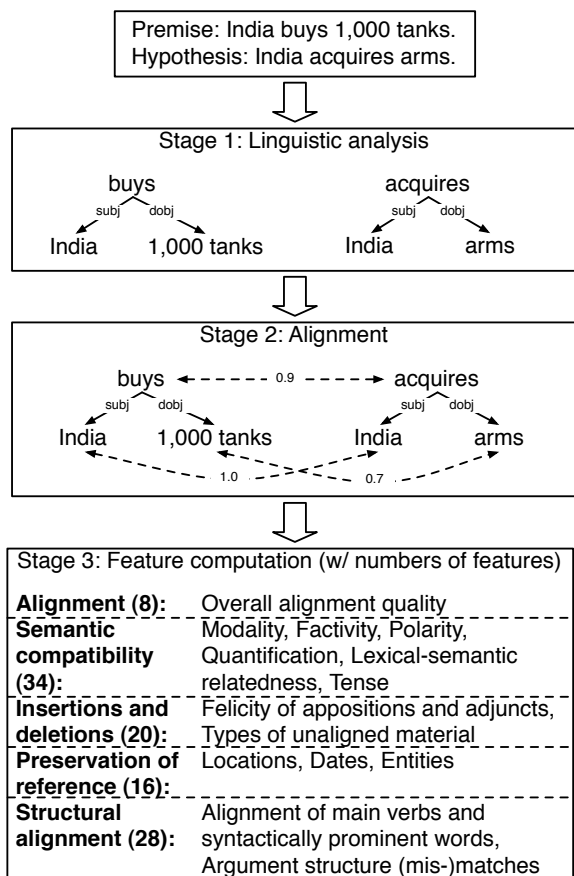 Premise: India buys 1,000 tanks.
Hypothesis: India acquires arms.
Stage 1: Linguistic analysis
buys acquires
subj dobj subj dobj
India 1,000 tanks India arms
Stage 2: Alignment
buys 0.9 acquires
subj dobj subj dobj
India 1,000 tanks India arms
1.0 0.7
Stage 3: Feature computation (w/ numbers of features)
Alignment (8): Overall alignment quality
Semantic Modality, Factivity, Polarity,
compatibility Quantification, Lexical-semantic
(34): relatedness, Tense
Insertions and Felicity of appositions and adjuncts,
deletions (20): Types of unaligned material
Preservation of Locations, Dates, Entities
reference (16):
Structural Alignment of main verbs and
alignment (28): syntactically prominent words,
Argument structure (mis-)matches